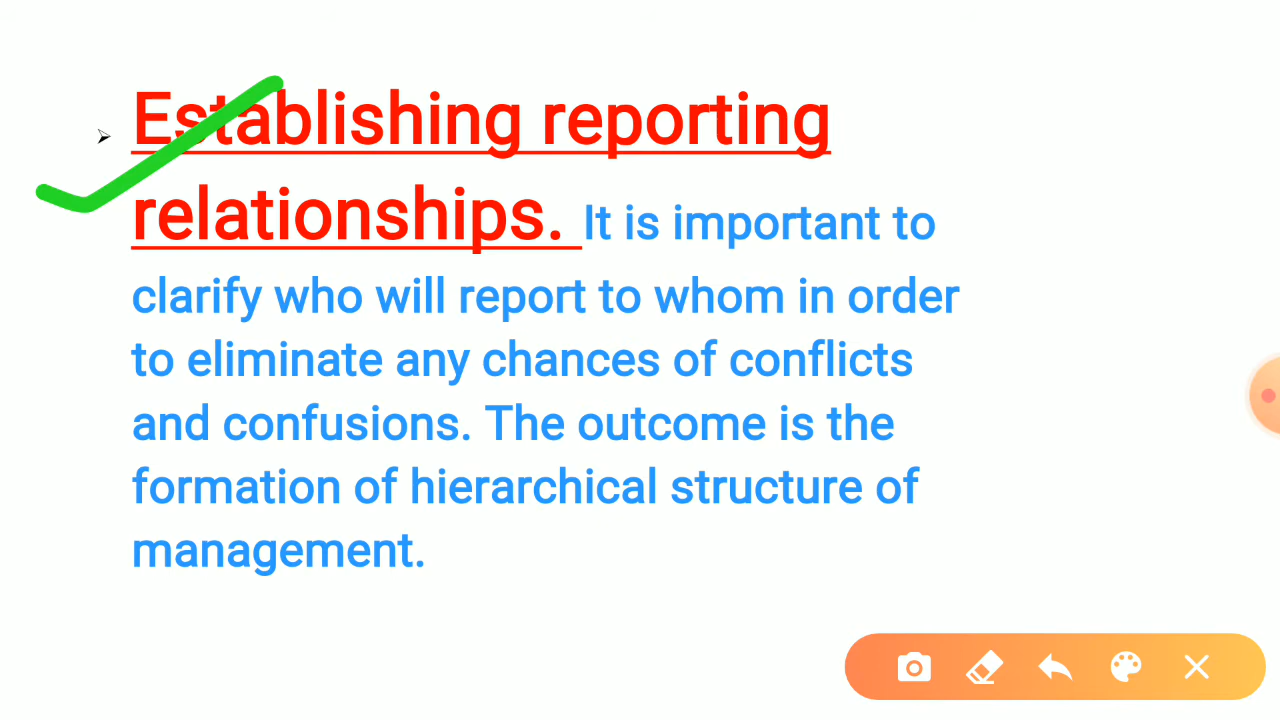 Establishing reporting
relationships. It is important to
clarify who will report to whom in order
to eliminate any chances of conflicts
and confusions. The outcome is the
formation of hierarchical structure of
management.